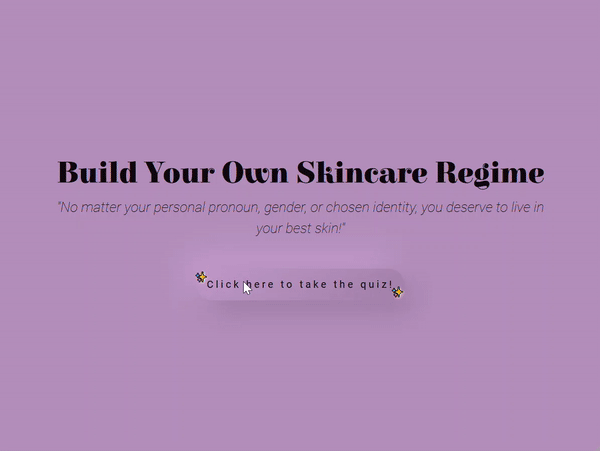 Build Your Own Skincare Regime
"No matter your personal pronoun, gender, or chosen identity, you deserve to live in
your best skin!"
Click here to take the quiz!